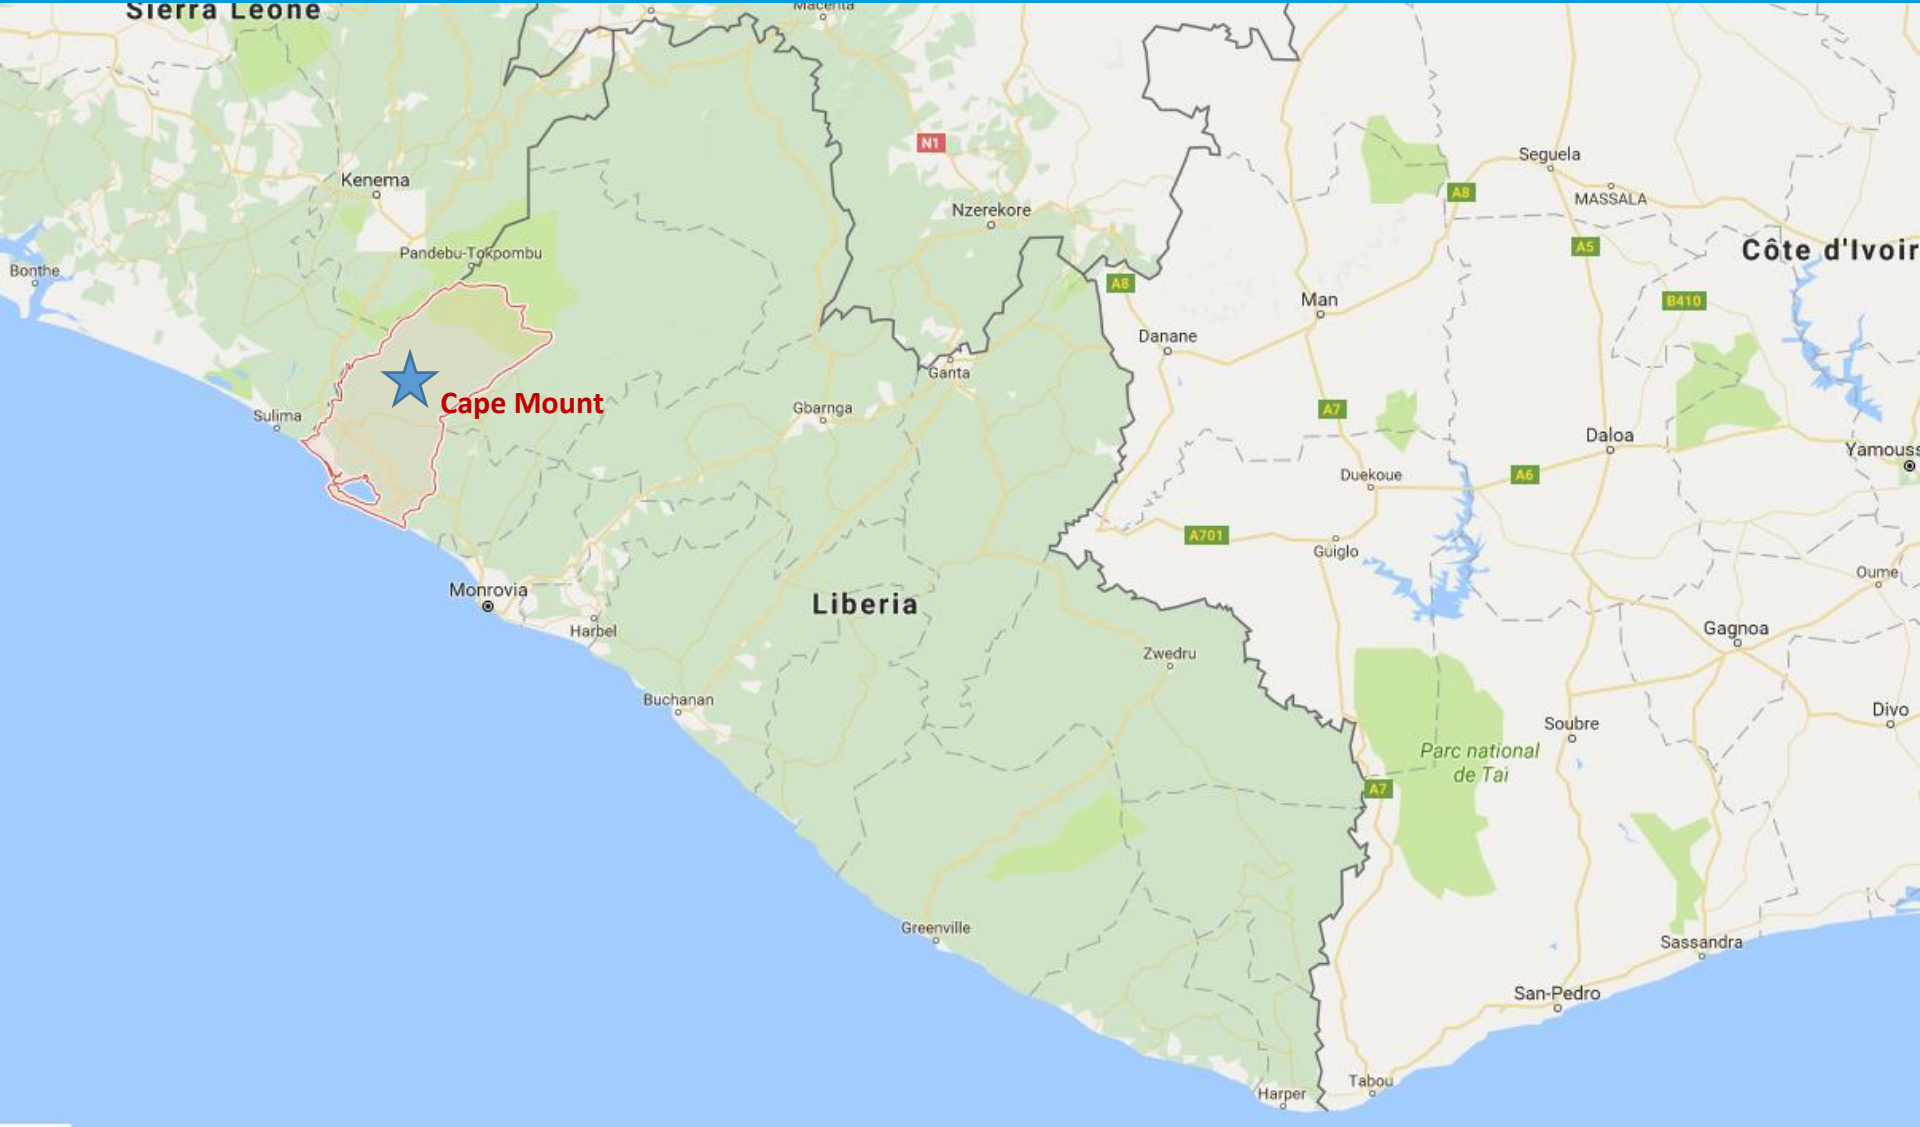 Sierra Leone
Macenta
N1
Seguela
Kenema
A8
MASSALA
Nzerekore
A5
Côte d'Ivoir
Pandebu-Tokpombu
Bonthe
A8
Man
B410
Danane
Ganta
Cape Mount
Gbarnga
A7
Sulima
Daloa
Yamouss
Duekoue
A6
A701
Guiglo
Oume
Monrovia
Liberia
Harbel
Gagnoa
Zwedru
Buchanan
Divo
Soubre
Parc national
de Tai
A7
Greenville
Sassandra
San-Pedro
Tabou
Harper